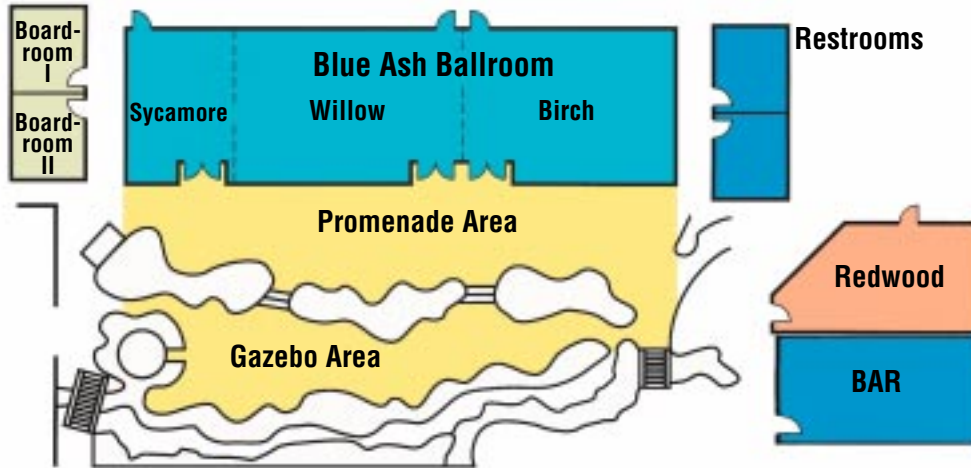 Board-
room
I
Board-
room
II
Blue Ash Ballroom
Sycamore
Willow
Birch
Restrooms
Promenade Area
Gazebo Area
Redwood
BAR